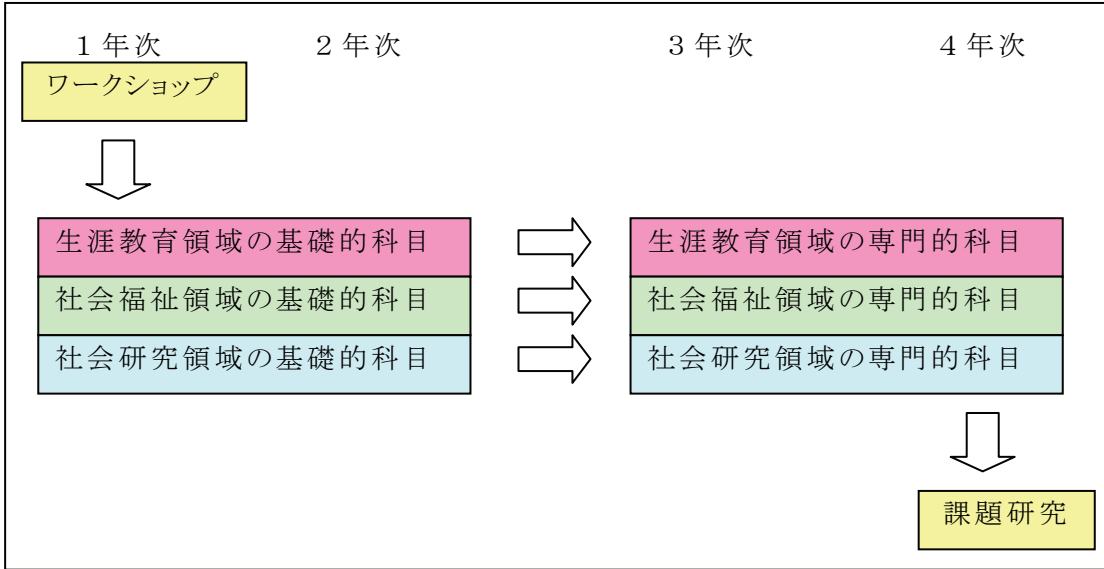 １年次 ２年次 ３年次 ４年次
ワークショップ
生涯教育領域の基礎的科目 生涯教育領域の専門的科目
社会福祉領域の基礎的科目 社会福祉領域の専門的科目
社会研究領域の基礎的科目 社会研究領域の専門的科目
課題研究